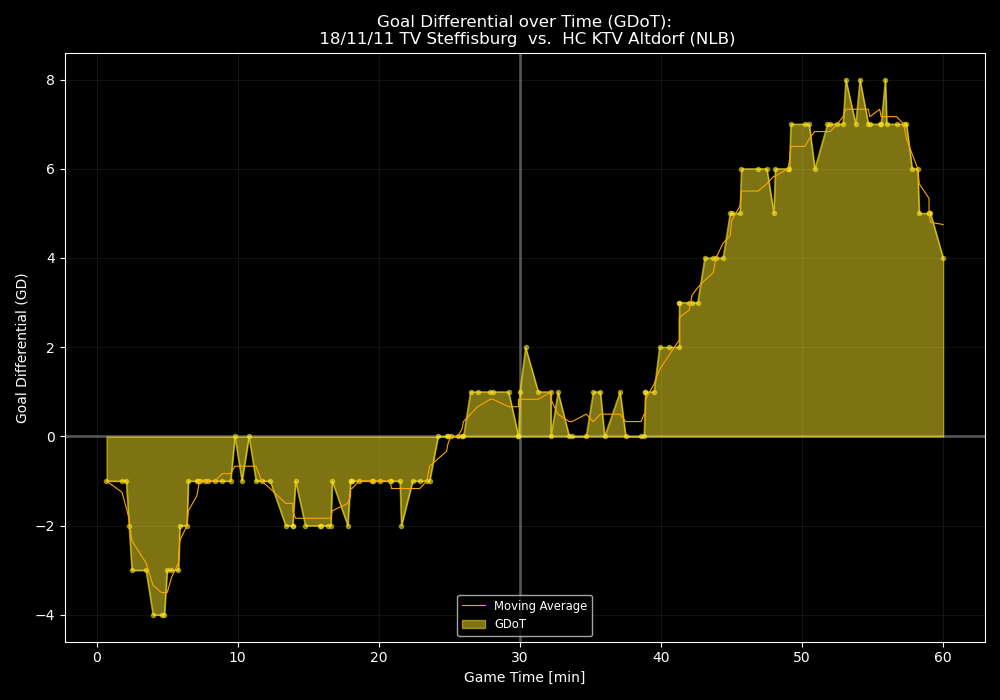 Goal Differential over Time (GDoT):
18/11/11 TV Steffisburg  vs.  HC KTV Altdorf (NLB)
Goal Differential (GD)
8
6
4
2
0
−2
−4
Moving Average
GDoT
0 10 20 30 40 50 60
Game Time [min]